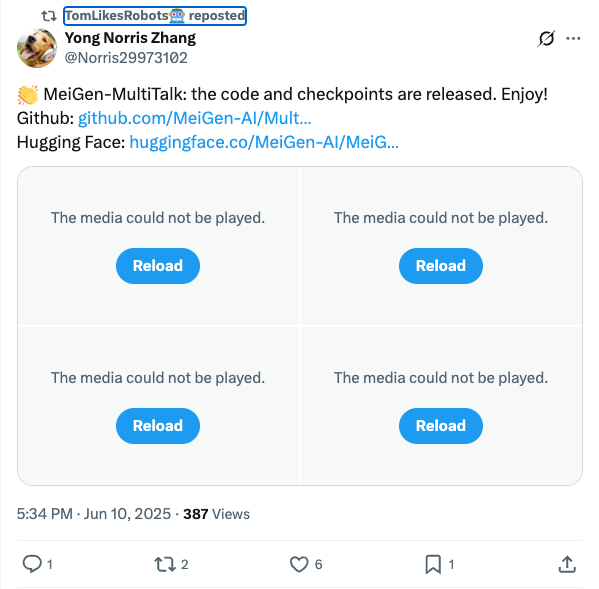 TomLikesRobots🤖 reposted
Yong Norris Zhang
@Norris29973102
👏 MeiGen-MultiTalk: the code and checkpoints are released. Enjoy!
Github: github.com/MeiGen-AI/Mult...
Hugging Face: huggingface.co/MeiGen-AI/MeiG...
The media could not be played.
Reload
The media could not be played.
Reload
The media could not be played.
Reload
The media could not be played.
Reload
5:34 PM · Jun 10, 2025 · 387 Views
1
2
6
1